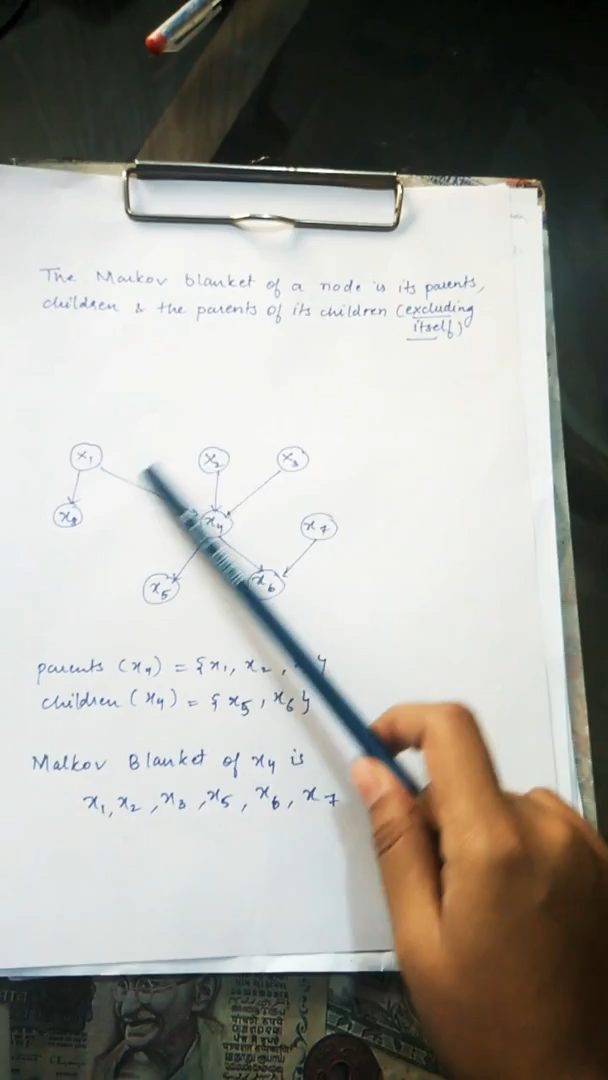 The Markov blanket of a node is its parents,
children & the parents of its children (excluding
itself)
x1 x2 x3
x4 x7
x5 x6
parents (x4) = {x1, x2,
children (x4) = { x5, x6}
Malkov Blanket of x4 is
x1, x2, x3, x5, x6, x7